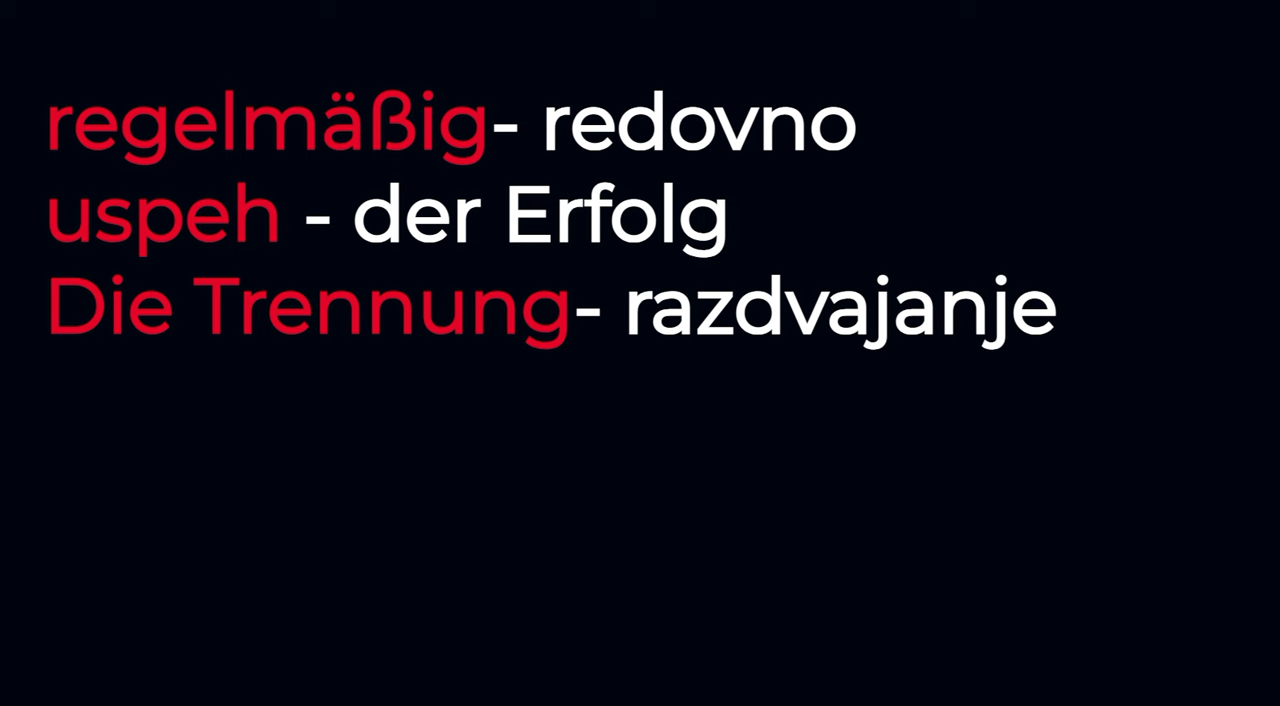 regelmäßig- redovno
uspeh - der Erfolg
Die Trennung- razdvajanje